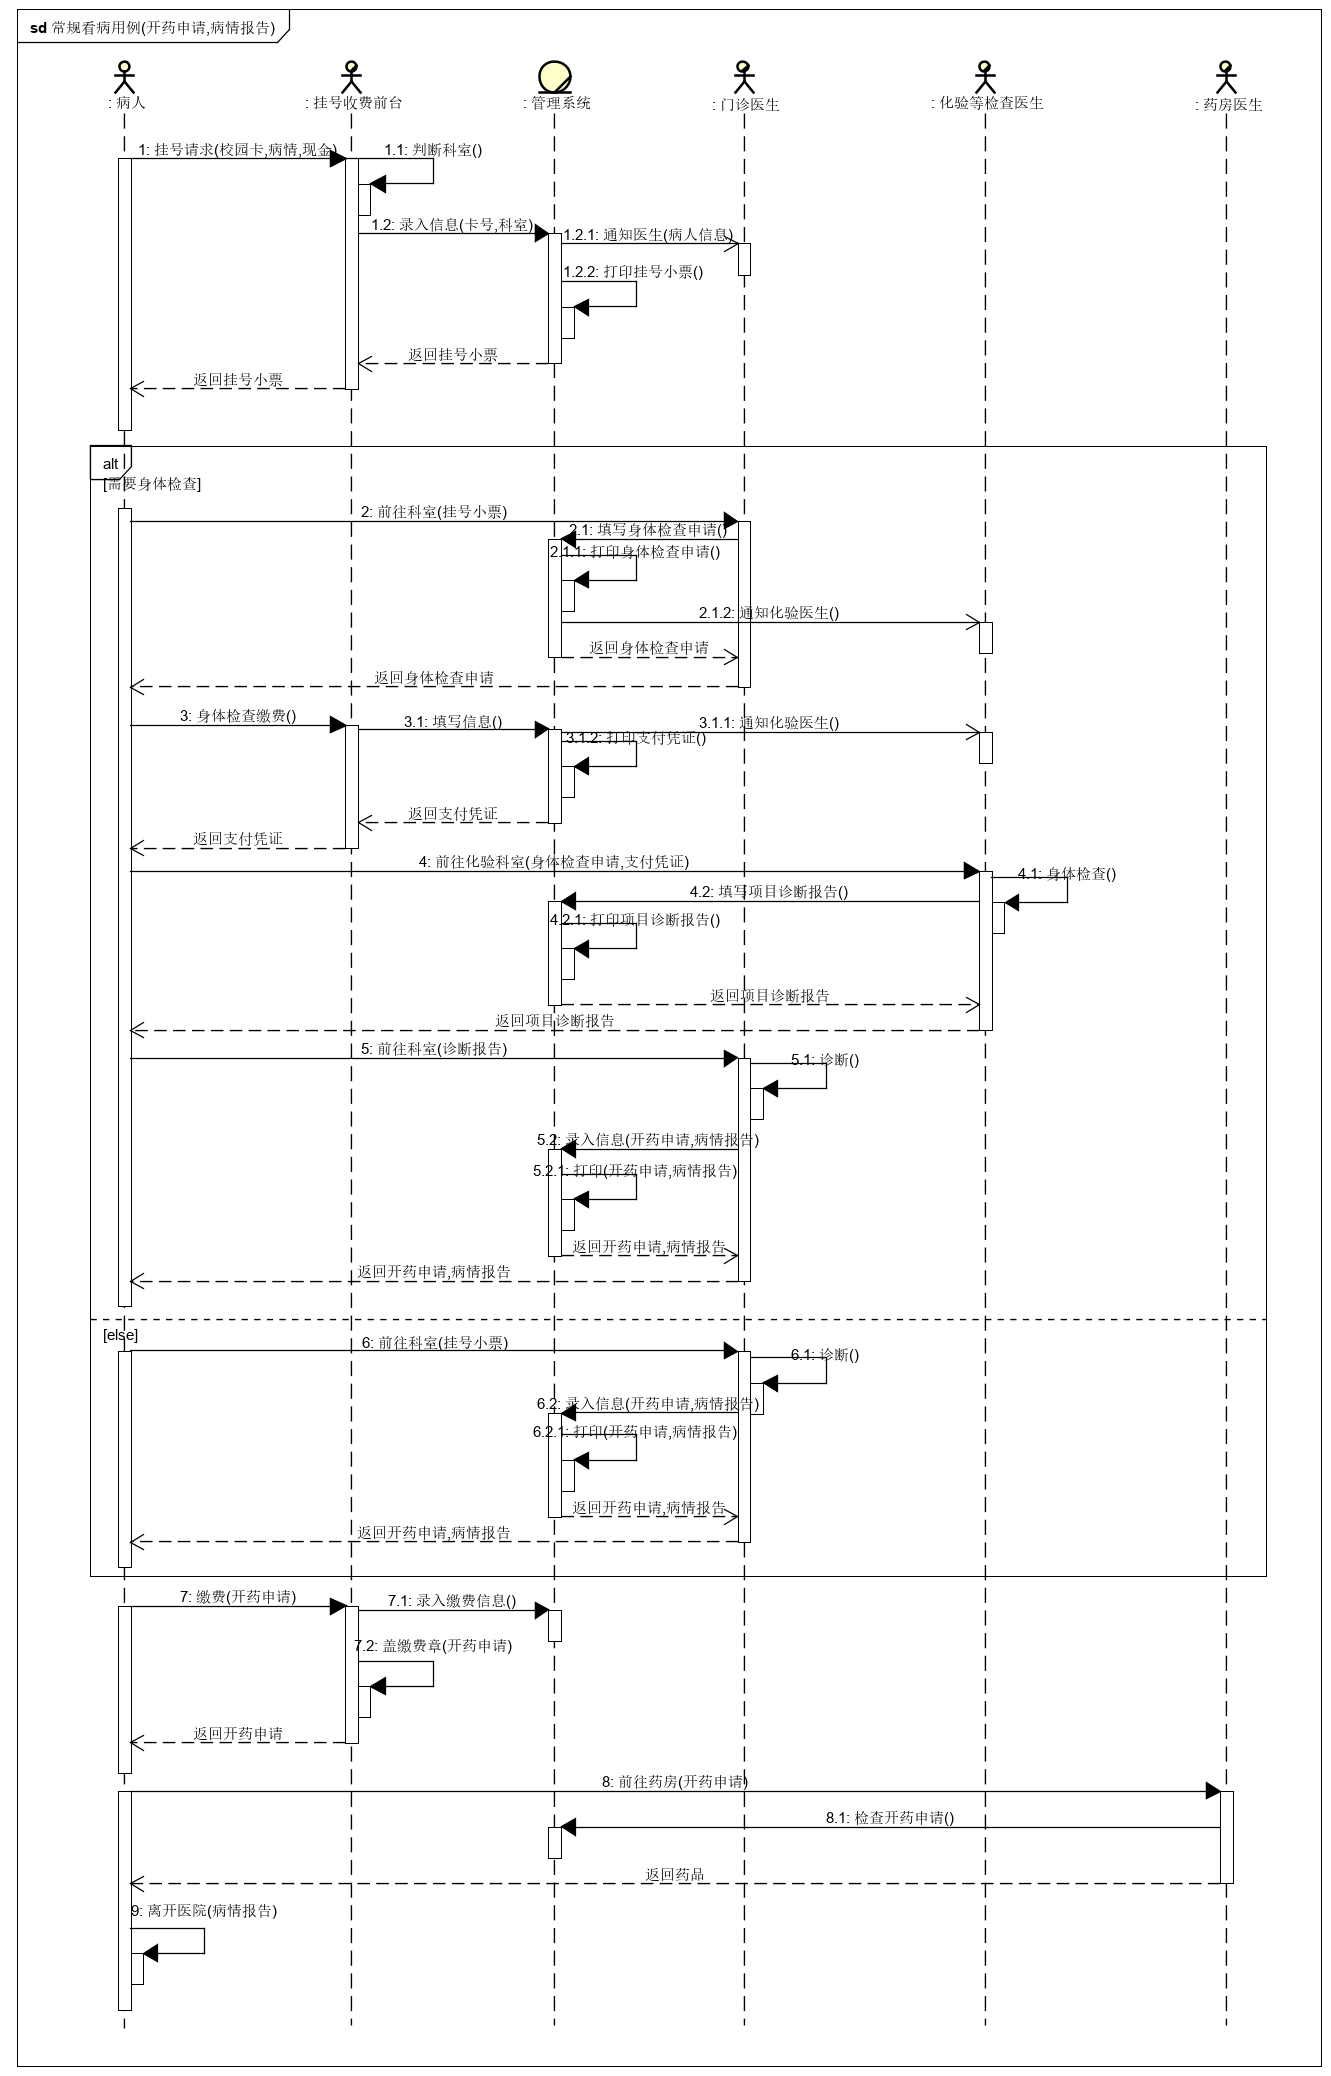 sd 常规看病用例(开药申请,病情报告)
: 病人
: 挂号收费前台
: 管理系统
: 门诊医生
: 化验等检查医生
: 药房医生
1: 挂号请求(校园卡,病情,现金)
1.1: 判断科室()
1.2: 录入信息(卡号,科室)
1.2.1: 通知医生(病人信息)
1.2.2: 打印挂号小票()
返回挂号小票
返回挂号小票
alt
[需要身体检查]
2: 前往科室(挂号小票)
2.1: 填写身体检查申请()
2.1.1: 打印身体检查申请()
2.1.2: 通知化验医生()
返回身体检查申请
返回身体检查申请
3: 身体检查缴费()
3.1: 填写信息()
3.1.1: 通知化验医生()
3.1.2: 打印支付凭证()
返回支付凭证
返回支付凭证
4: 前往化验科室(身体检查申请,支付凭证)
4.1: 身体检查()
4.2: 填写项目诊断报告()
4.2.1: 打印项目诊断报告()
返回项目诊断报告
返回项目诊断报告
5: 前往科室(诊断报告)
5.1: 诊断()
5.2: 录入信息(开药申请,病情报告)
5.2.1: 打印(开药申请,病情报告)
返回开药申请,病情报告
返回开药申请,病情报告
[else]
6: 前往科室(挂号小票)
6.1: 诊断()
6.2: 录入信息(开药申请,病情报告)
6.2.1: 打印(开药申请,病情报告)
返回开药申请,病情报告
返回开药申请,病情报告
7: 缴费(开药申请)
7.1: 录入缴费信息()
7.2: 盖缴费章(开药申请)
返回开药申请
8: 前往药房(开药申请)
8.1: 检查开药申请()
返回药品
9: 离开医院(病情报告)